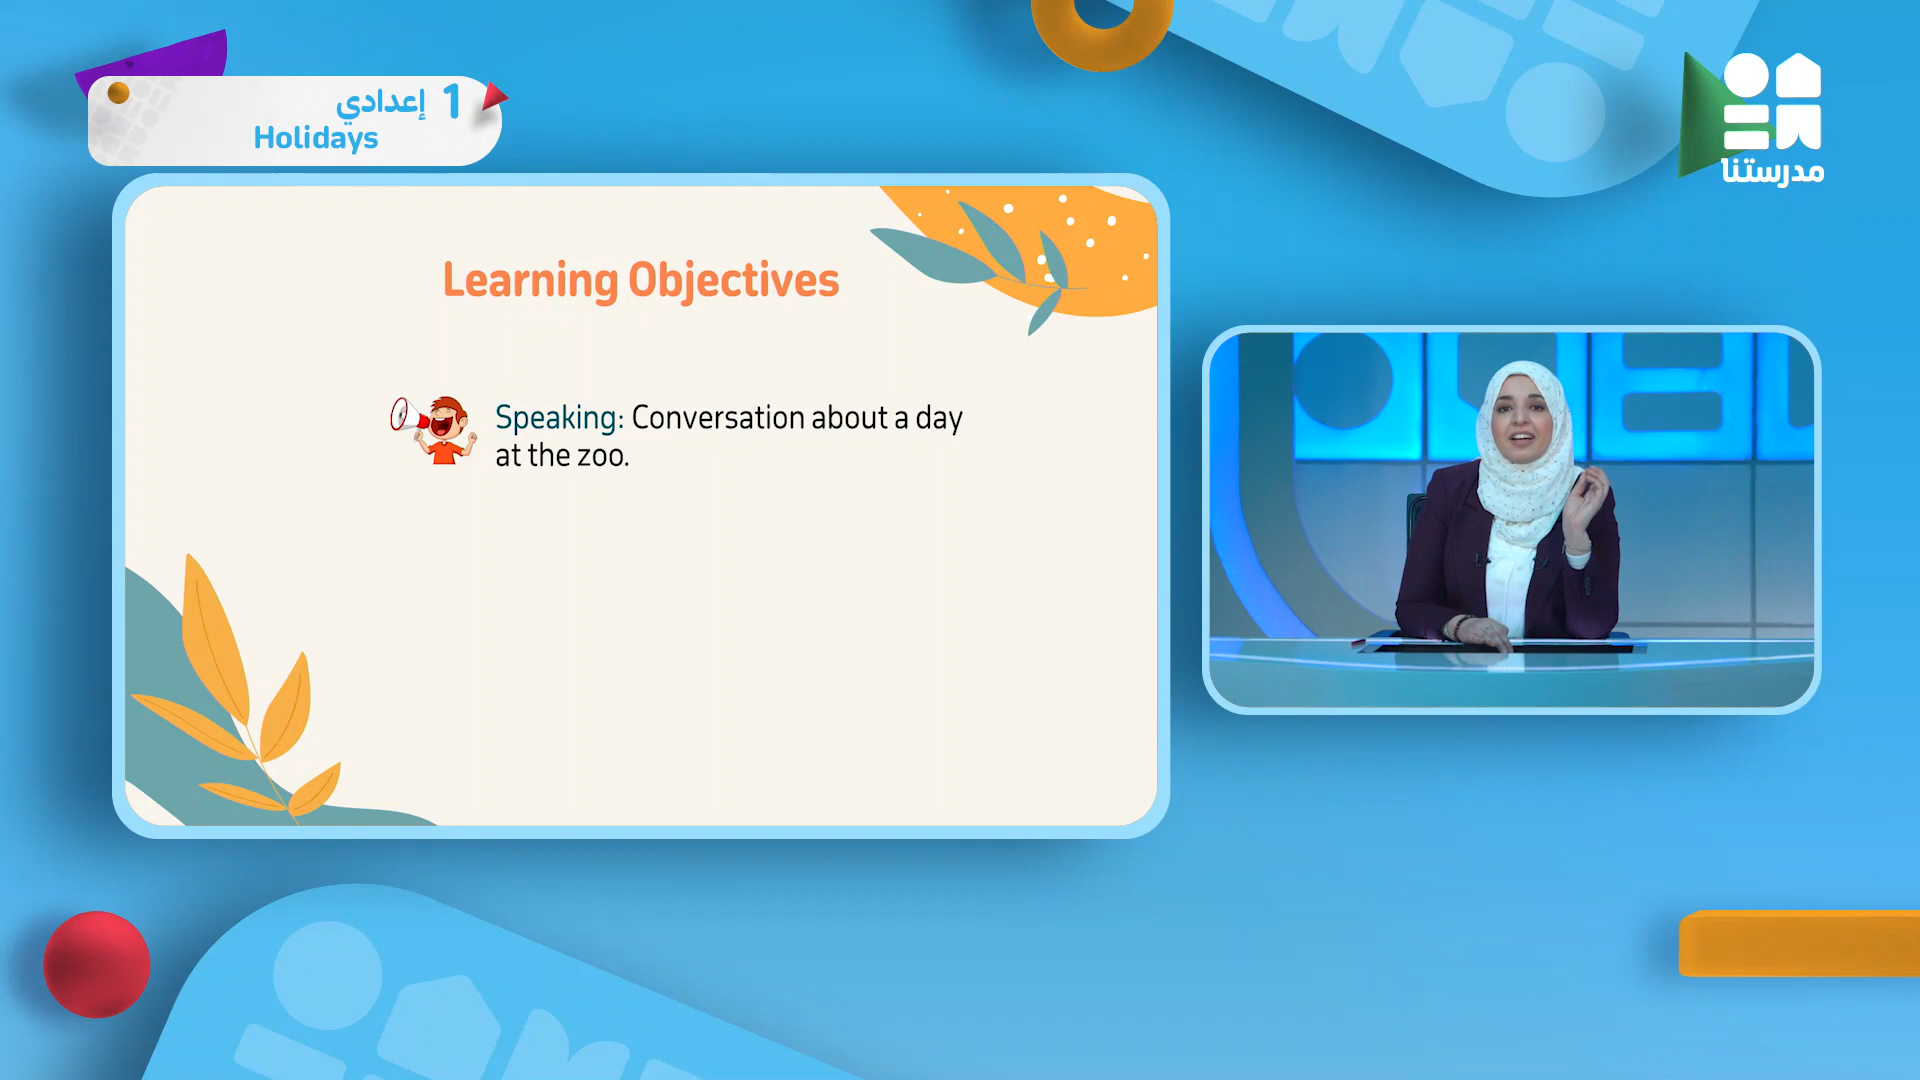 1 إعدادي
Holidays
مدرستنا
Learning Objectives
Speaking: Conversation about a day
at the zoo.